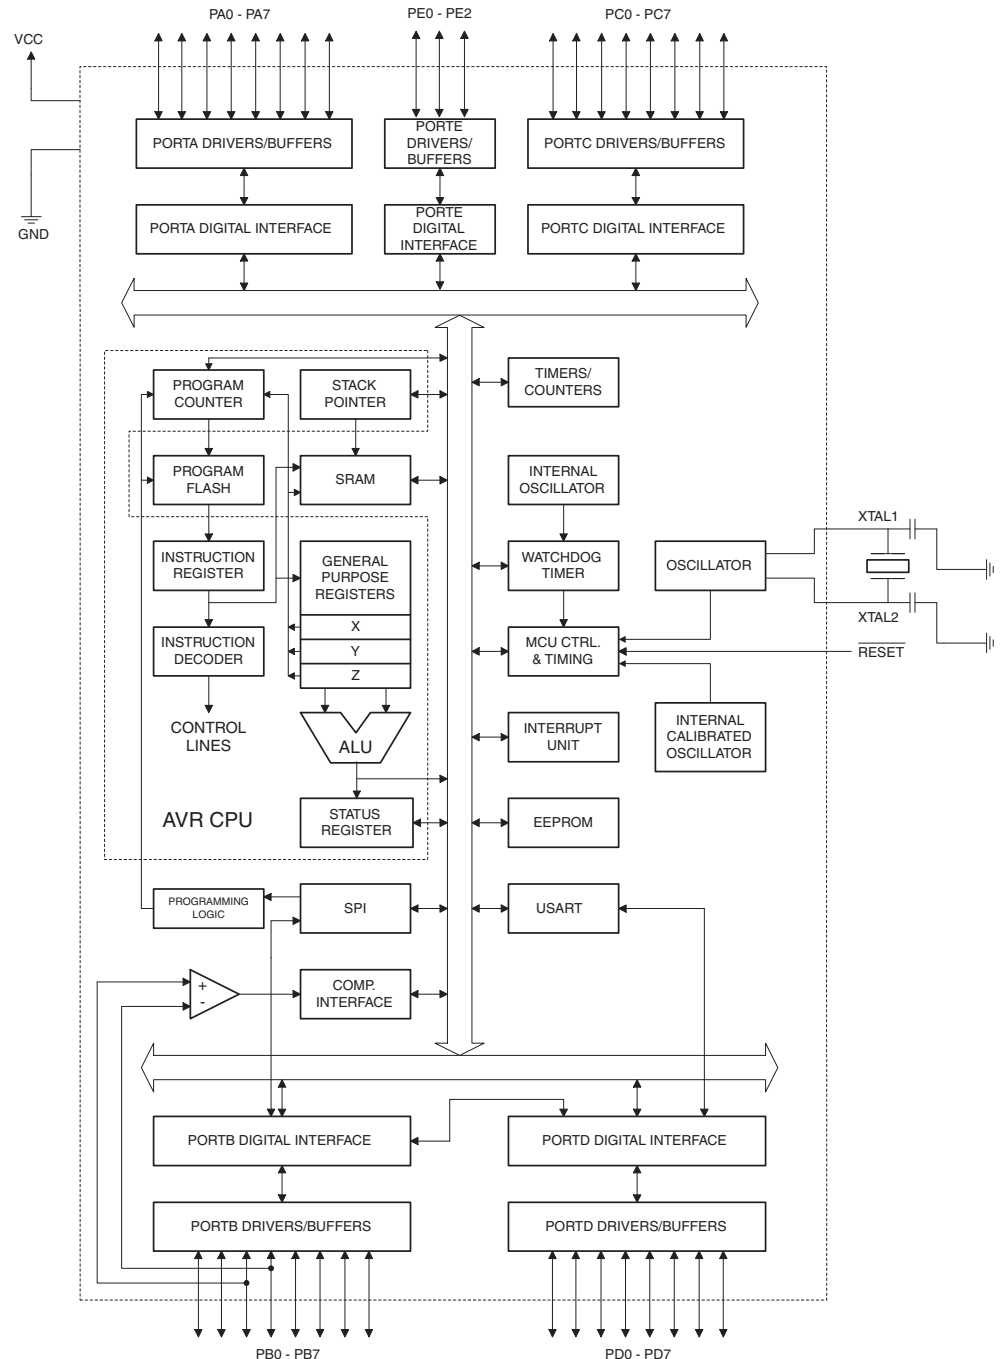 PA0 - PA7
PE0 - PE2
PC0 - PC7
VCC
PORTA DRIVERS/BUFFERS
PORTE
DRIVERS/
BUFFERS
PORTC DRIVERS/BUFFERS
GND
PORTA DIGITAL INTERFACE
PORTE
DIGITAL
INTERFACE
PORTC DIGITAL INTERFACE
PROGRAM
COUNTER
STACK
POINTER
TIMERS/
COUNTERS
PROGRAM
FLASH
SRAM
INTERNAL
OSCILLATOR
XTAL1
INSTRUCTION
REGISTER
GENERAL
PURPOSE
REGISTERS
WATCHDOG
TIMER
OSCILLATOR
XTAL2
X
Y
Z
INSTRUCTION
DECODER
MCU CTRL.
& TIMING
RESET
CONTROL
LINES
ALU
INTERRUPT
UNIT
INTERNAL
CALIBRATED
OSCILLATOR
AVR CPU
STATUS
REGISTER
EEPROM
PROGRAMMING
LOGIC
SPI
USART
+
-
COMP.
INTERFACE
PORTB DIGITAL INTERFACE
PORTD DIGITAL INTERFACE
PORTB DRIVERS/BUFFERS
PORTD DRIVERS/BUFFERS
PB0 - PB7
PD0 - PD7